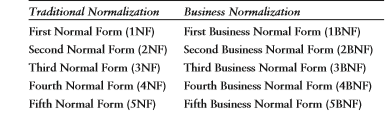 Traditional Normalization Business Normalization
First Normal Form (1NF) First Business Normal Form (1BNF)
Second Normal Form (2NF) Second Business Normal Form (2BNF)
Third Normal Form (3NF) Third Business Normal Form (3BNF)
Fourth Normal Form (4NF) Fourth Business Normal Form (4BNF)
Fifth Normal Form (5NF) Fifth Business Normal Form (5BNF)